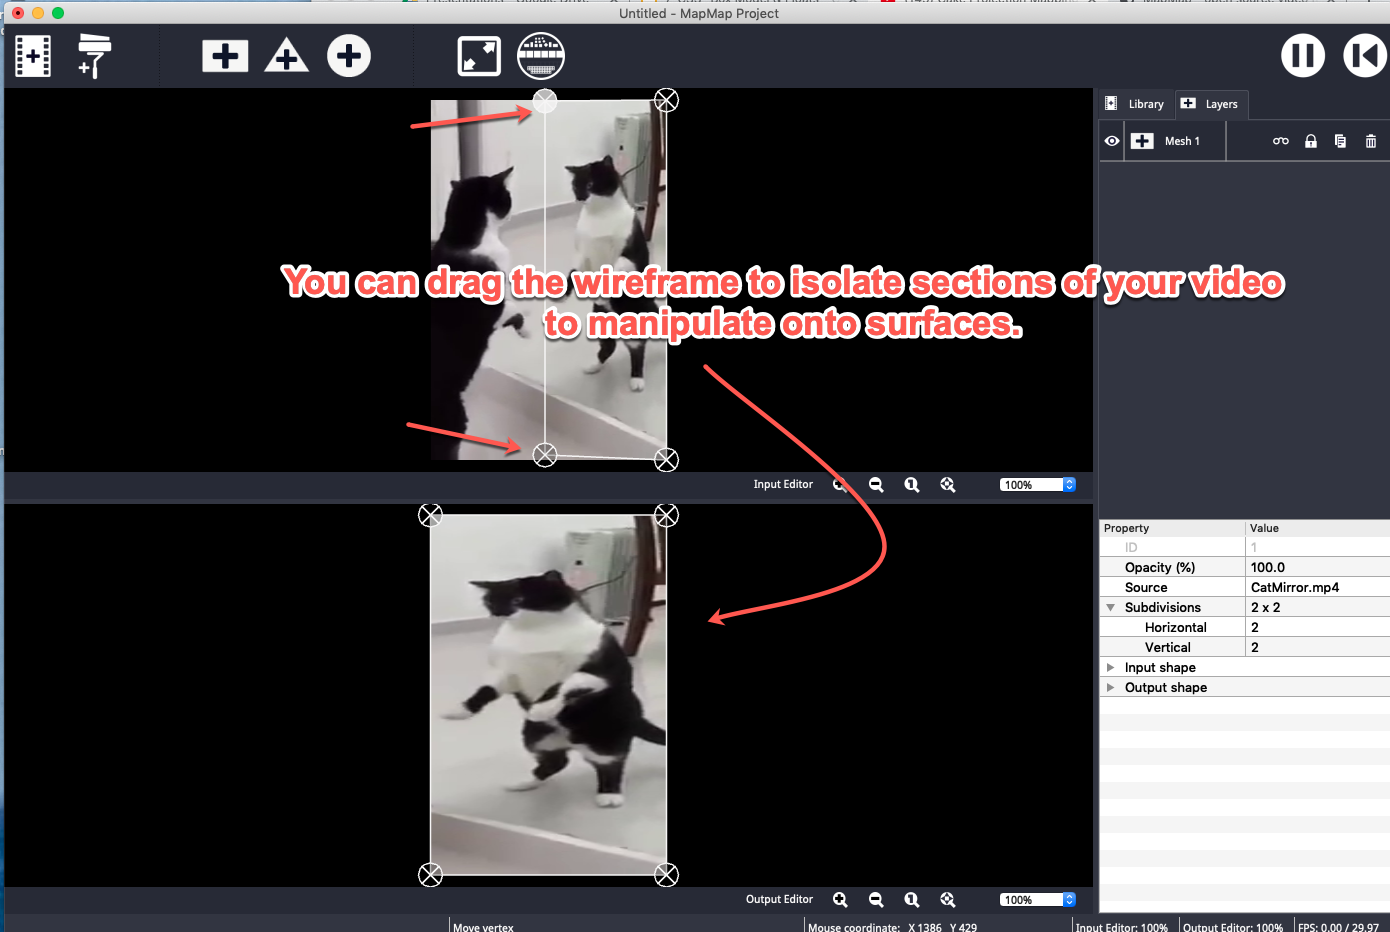 Untitled - MapMap Project
Library
Layers
Mesh 1
You can drag the wireframe to isolate sections of your video
to manipulate onto surfaces.
Input Editor
100%
Property Value
ID 1
Opacity (%) 100.0
Source CatMirror.mp4
Subdivisions 2 x 2
Horizontal 2
Vertical 2
Input shape
Output shape
Output Editor
100%
Move vertex
Mouse coordinate: X 1386 Y 429
Input Editor: 100%
Output Editor: 100%
FPS: 0.00 / 29.97